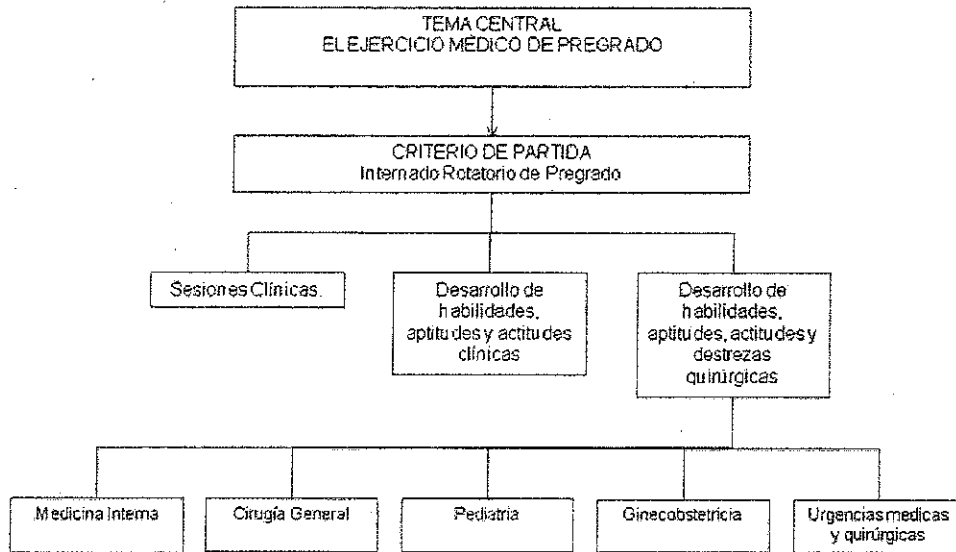 TEMA CENTRAL
EL EJERCICIO MÉDICO DE PREGRADO
CRITERIO DE PARTIDA
Internado Rotatorio de Pregrado
Sesiones Clínicas.
Desarrollo de
habilidades,
aptitudes y actitudes
clínicas
Desarrollo de
habilidades,
aptitudes, actitudes y
destrezas
quirúrgicas
Medicina Interna
Cirugía General
Pediatria
Ginecobstetricia
Urgencias medicas
y quirúrgicas